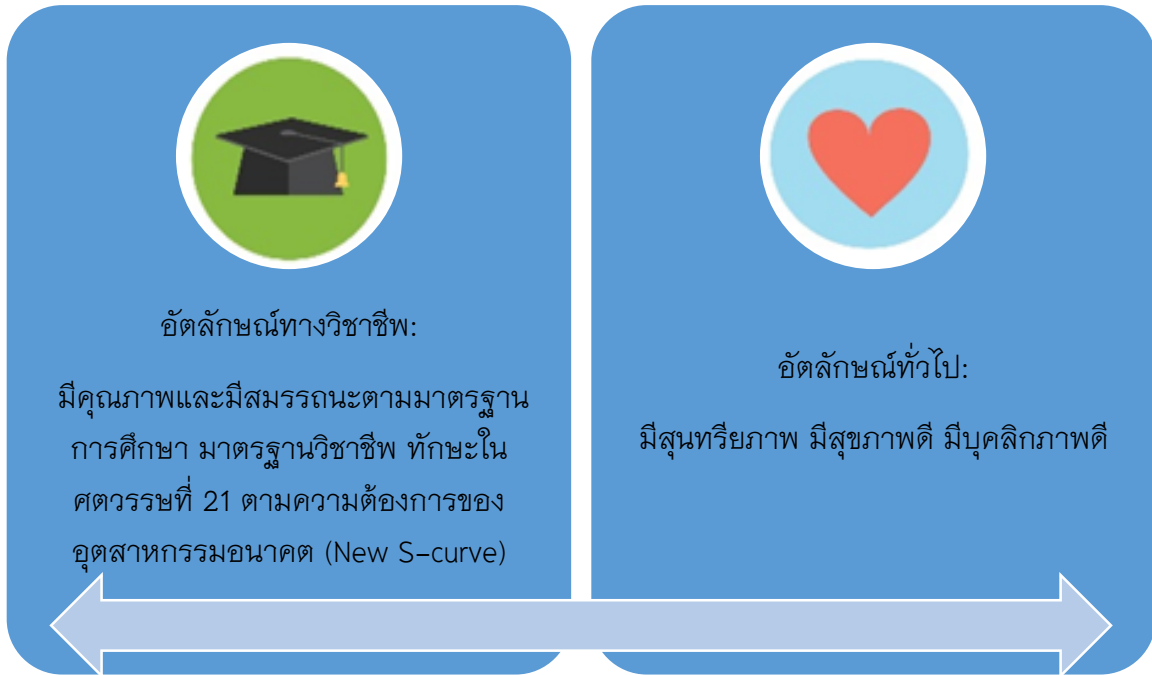 อัตลักษณ์ทางวิชาชีพ:
มีคุณภาพและมีสมรรถนะตามมาตรฐาน
การศึกษา มาตรฐานวิชาชีพ ทักษะใน
ศตวรรษที่ 21 ตามความต้องการของ
อุตสาหกรรมอนาคต (New S-curve)
อัตลักษณ์ทั่วไป:
มีสุนทรียภาพ มีสุขภาพดี มีบุคลิกภาพดี